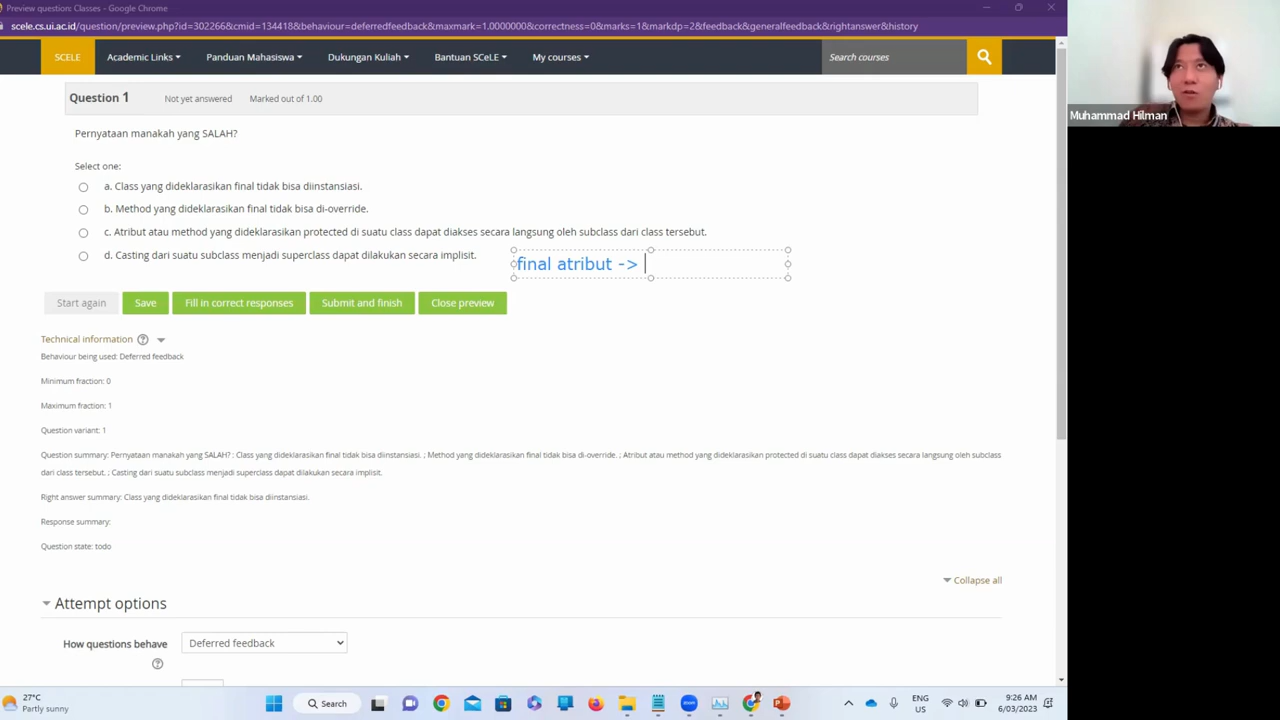 Preview question: Classes - Google Chrome
scele.cs.ui.ac.id/question/preview.php?id=302266&cmid=134418&behaviour=deferredfeedback&maxmark=1.0000000&correctness=0&marks=1&markdp=2&feedback&generalfeedback&rightanswer&history
SCELE Academic Links Panduan Mahasiswa Dukungan Kuliah Bantuan SCeLE My courses Search courses
Question 1 Not yet answered Marked out of 1.00
Muhammad Hilman
Pernyataan manakah yang SALAH?
Select one:
a. Class yang dideklarasikan final tidak bisa diinstansiasi.
b. Method yang dideklarasikan final tidak bisa di-override.
c. Atribut atau method yang dideklarasikan protected di suatu class dapat diakses secara langsung oleh subclass dari class tersebut.
d. Casting dari suatu subclass menjadi superclass dapat dilakukan secara implisit.
final atribut ->
Start again Save Fill in correct responses Submit and finish Close preview
Technical information
Behaviour being used: Deferred feedback
Minimum fraction: 0
Maximum fraction: 1
Question variant: 1
Question summary: Pernyataan manakah yang SALAH? : Class yang dideklarasikan final tidak bisa diinstansiasi. ; Method yang dideklarasikan final tidak bisa di-override. ; Atribut atau method yang dideklarasikan protected di suatu class dapat diakses secara langsung oleh subclass
dari class tersebut. ; Casting dari suatu subclass menjadi superclass dapat dilakukan secara implisit.
Right answer summary: Class yang dideklarasikan final tidak bisa diinstansiasi.
Response summary:
Question state: todo
Collapse all
Attempt options
How questions behave Deferred feedback
27°C
Partly sunny
Search
ENG
US
9:26 AM
6/03/2023